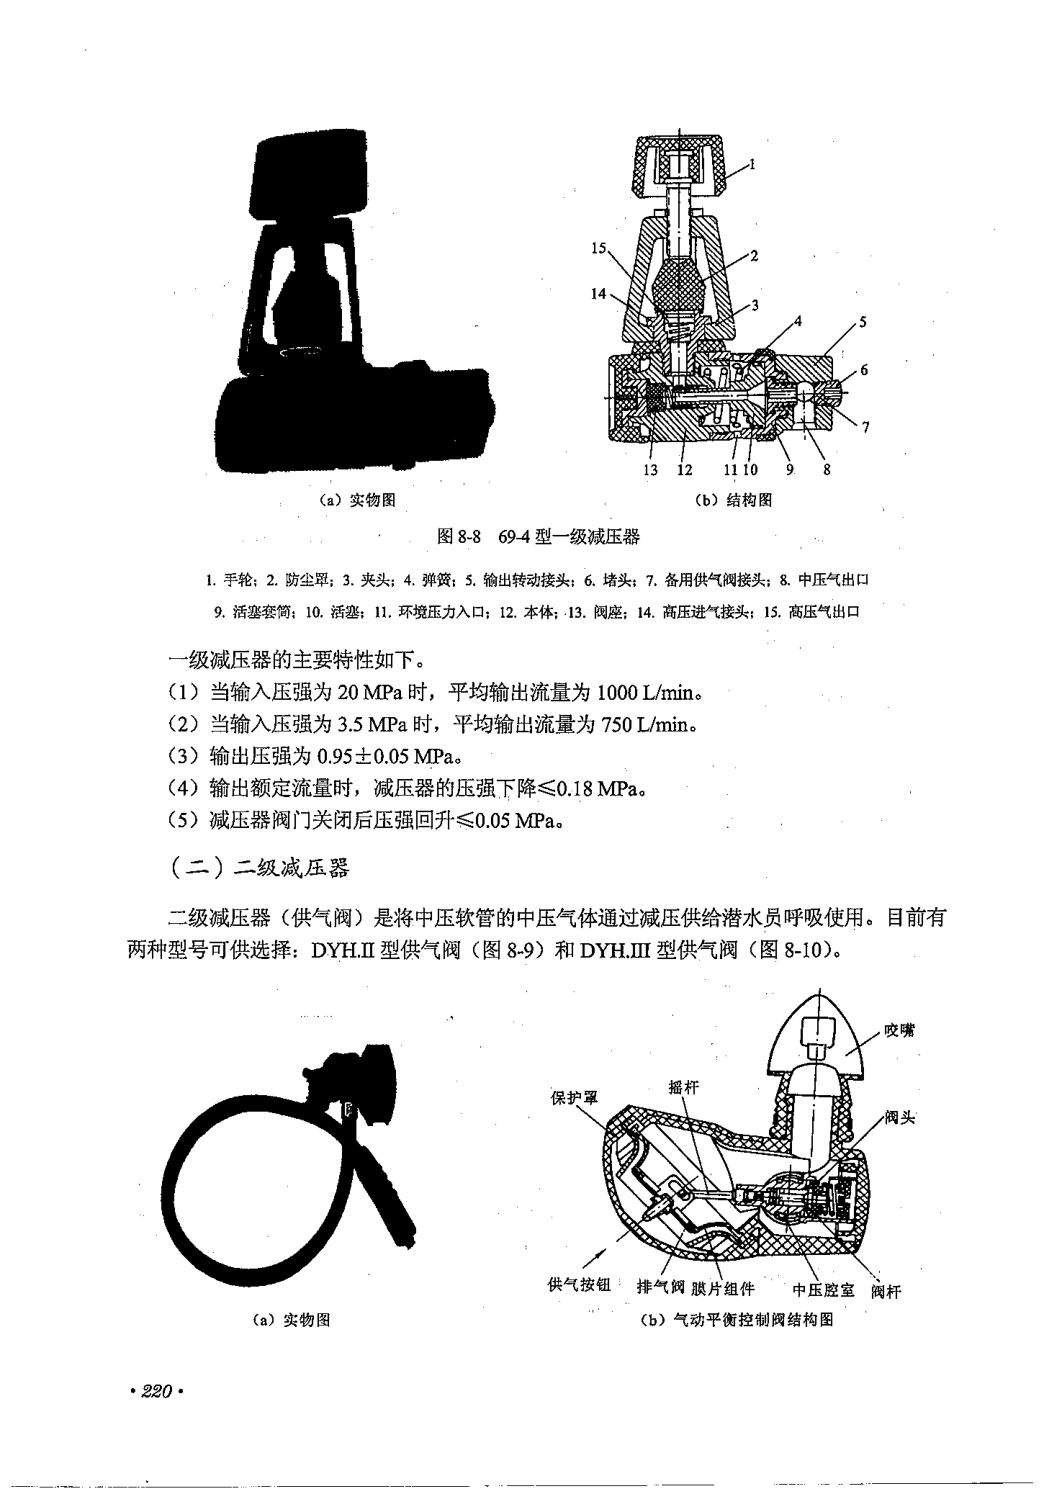 1
15
2
14
3
4
5
6
7
13
12
11
10
9
8
（a）实物图
（b）结构图
图 8-8　69-4 型一级减压器
1. 手轮；2. 防尘罩；3. 夹头；4. 弹簧；5. 输出转动接头；6. 堵头；7. 备用供气阀接头；8. 中压气出口
9. 活塞套筒；10. 活塞；11. 环境压力入口；12. 本体；13. 阀座；14. 高压进气接头；15. 高压气出口
一级减压器的主要特性如下。
（1）当输入压强为 20 MPa 时，平均输出流量为 1000 L/min。
（2）当输入压强为 3.5 MPa 时，平均输出流量为 750 L/min。
（3）输出压强为 0.95±0.05 MPa。
（4）输出额定流量时，减压器的压强下降≤0.18 MPa。
（5）减压器阀门关闭后压强回升≤0.05 MPa。
（二）二级减压器
二级减压器（供气阀）是将中压软管的中压气体通过减压供给潜水员呼吸使用。目前有
两种型号可供选择：DYH.II 型供气阀（图 8-9）和 DYH.III 型供气阀（图 8-10）。
咬嘴
摇杆
保护罩
阀头
供气按钮
排气阀
膜片组件
中压腔室
阀杆
（a）实物图
（b）气动平衡控制阀结构图
·220·